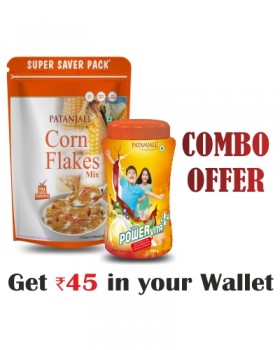 SUPER SAVER PACK*
PATANJALI
Corn
Flakes
Mix
PATANJALI
POWER VITA
COMBO
OFFER
Get ₹45 in your Wallet